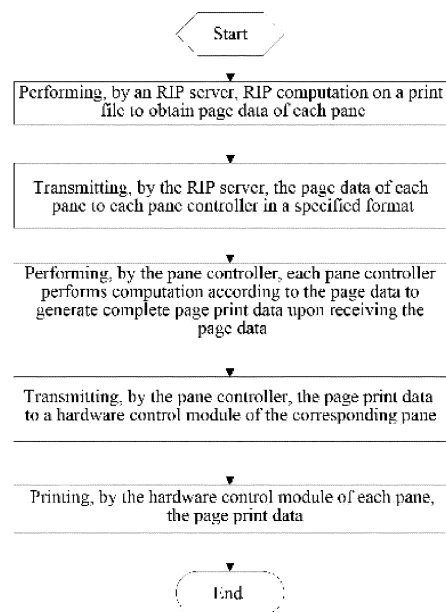 Start
Performing, by an RIP server, RIP computation on a print
file to obtain page data of each pane
Transmitting, by the RIP server, the page data of each
pane to each pane controller in a specified format
Performing, by the pane controller, each pane controller
performs computation according to the page data to
generate complete page print data upon receiving the
page data
Transmitting, by the pane controller, the page print data
to a hardware control module of the corresponding pane
Printing, by the hardware control module of each pane,
the page print data
End